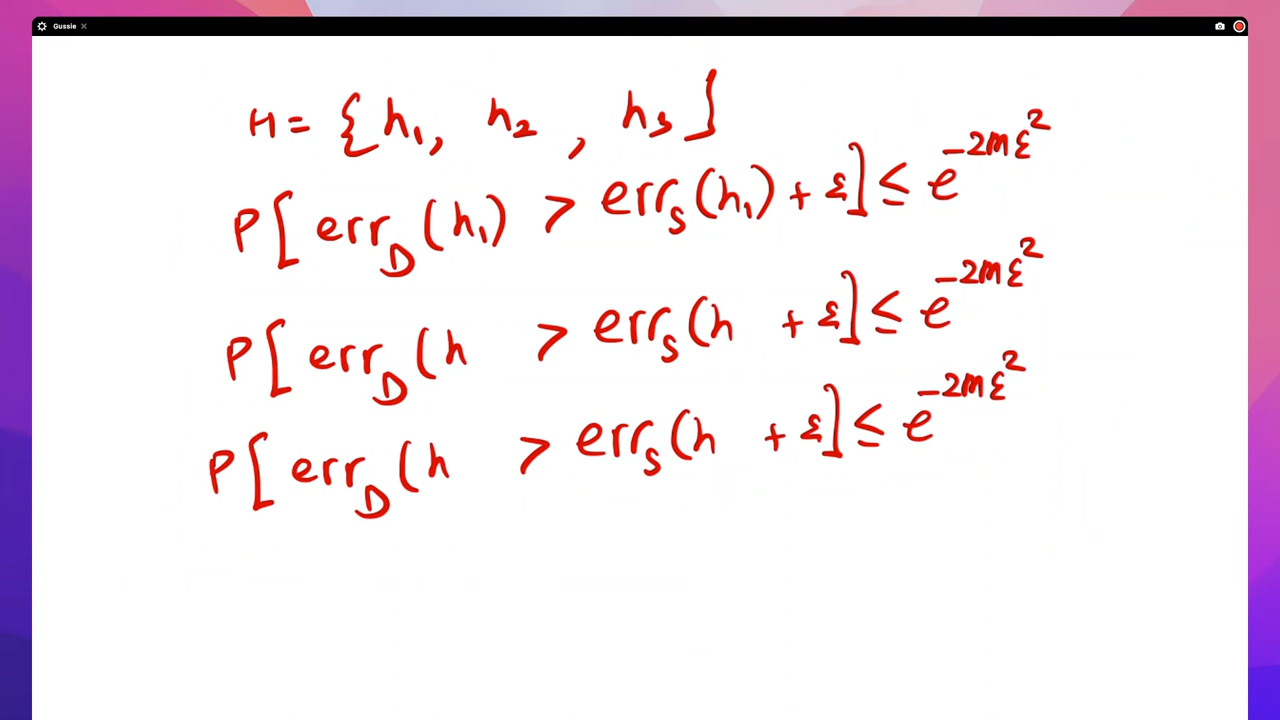 Gussie
H = {h₁, h₂, h₃}
P[err_D(h₁) > err_S(h₁) + ε] ≤ e^{-2mε²}
P[err_D(h > err_S(h + ε] ≤ e^{-2mε²}
P[err_D(h > err_S(h + ε] ≤ e^{-2mε²}